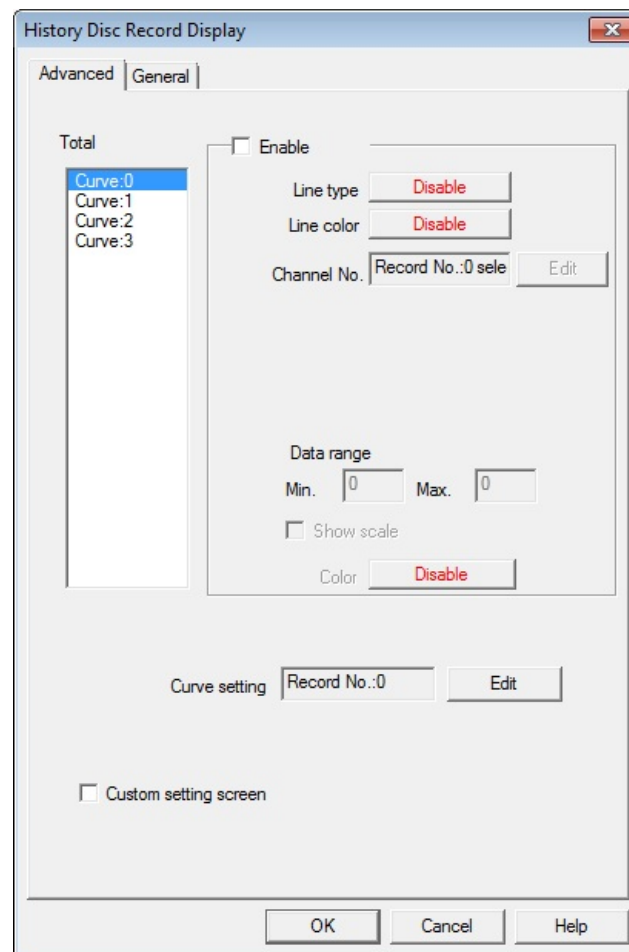 History Disc Record Display
Advanced General
Total
Enable
Curve:0
Curve:1
Curve:2
Curve:3
Line type Disable
Line color Disable
Channel No. Record No.:0 sele Edit
Data range
Min. 0 Max. 0
Show scale
Color Disable
Curve setting Record No.:0 Edit
Custom setting screen
OK Cancel Help